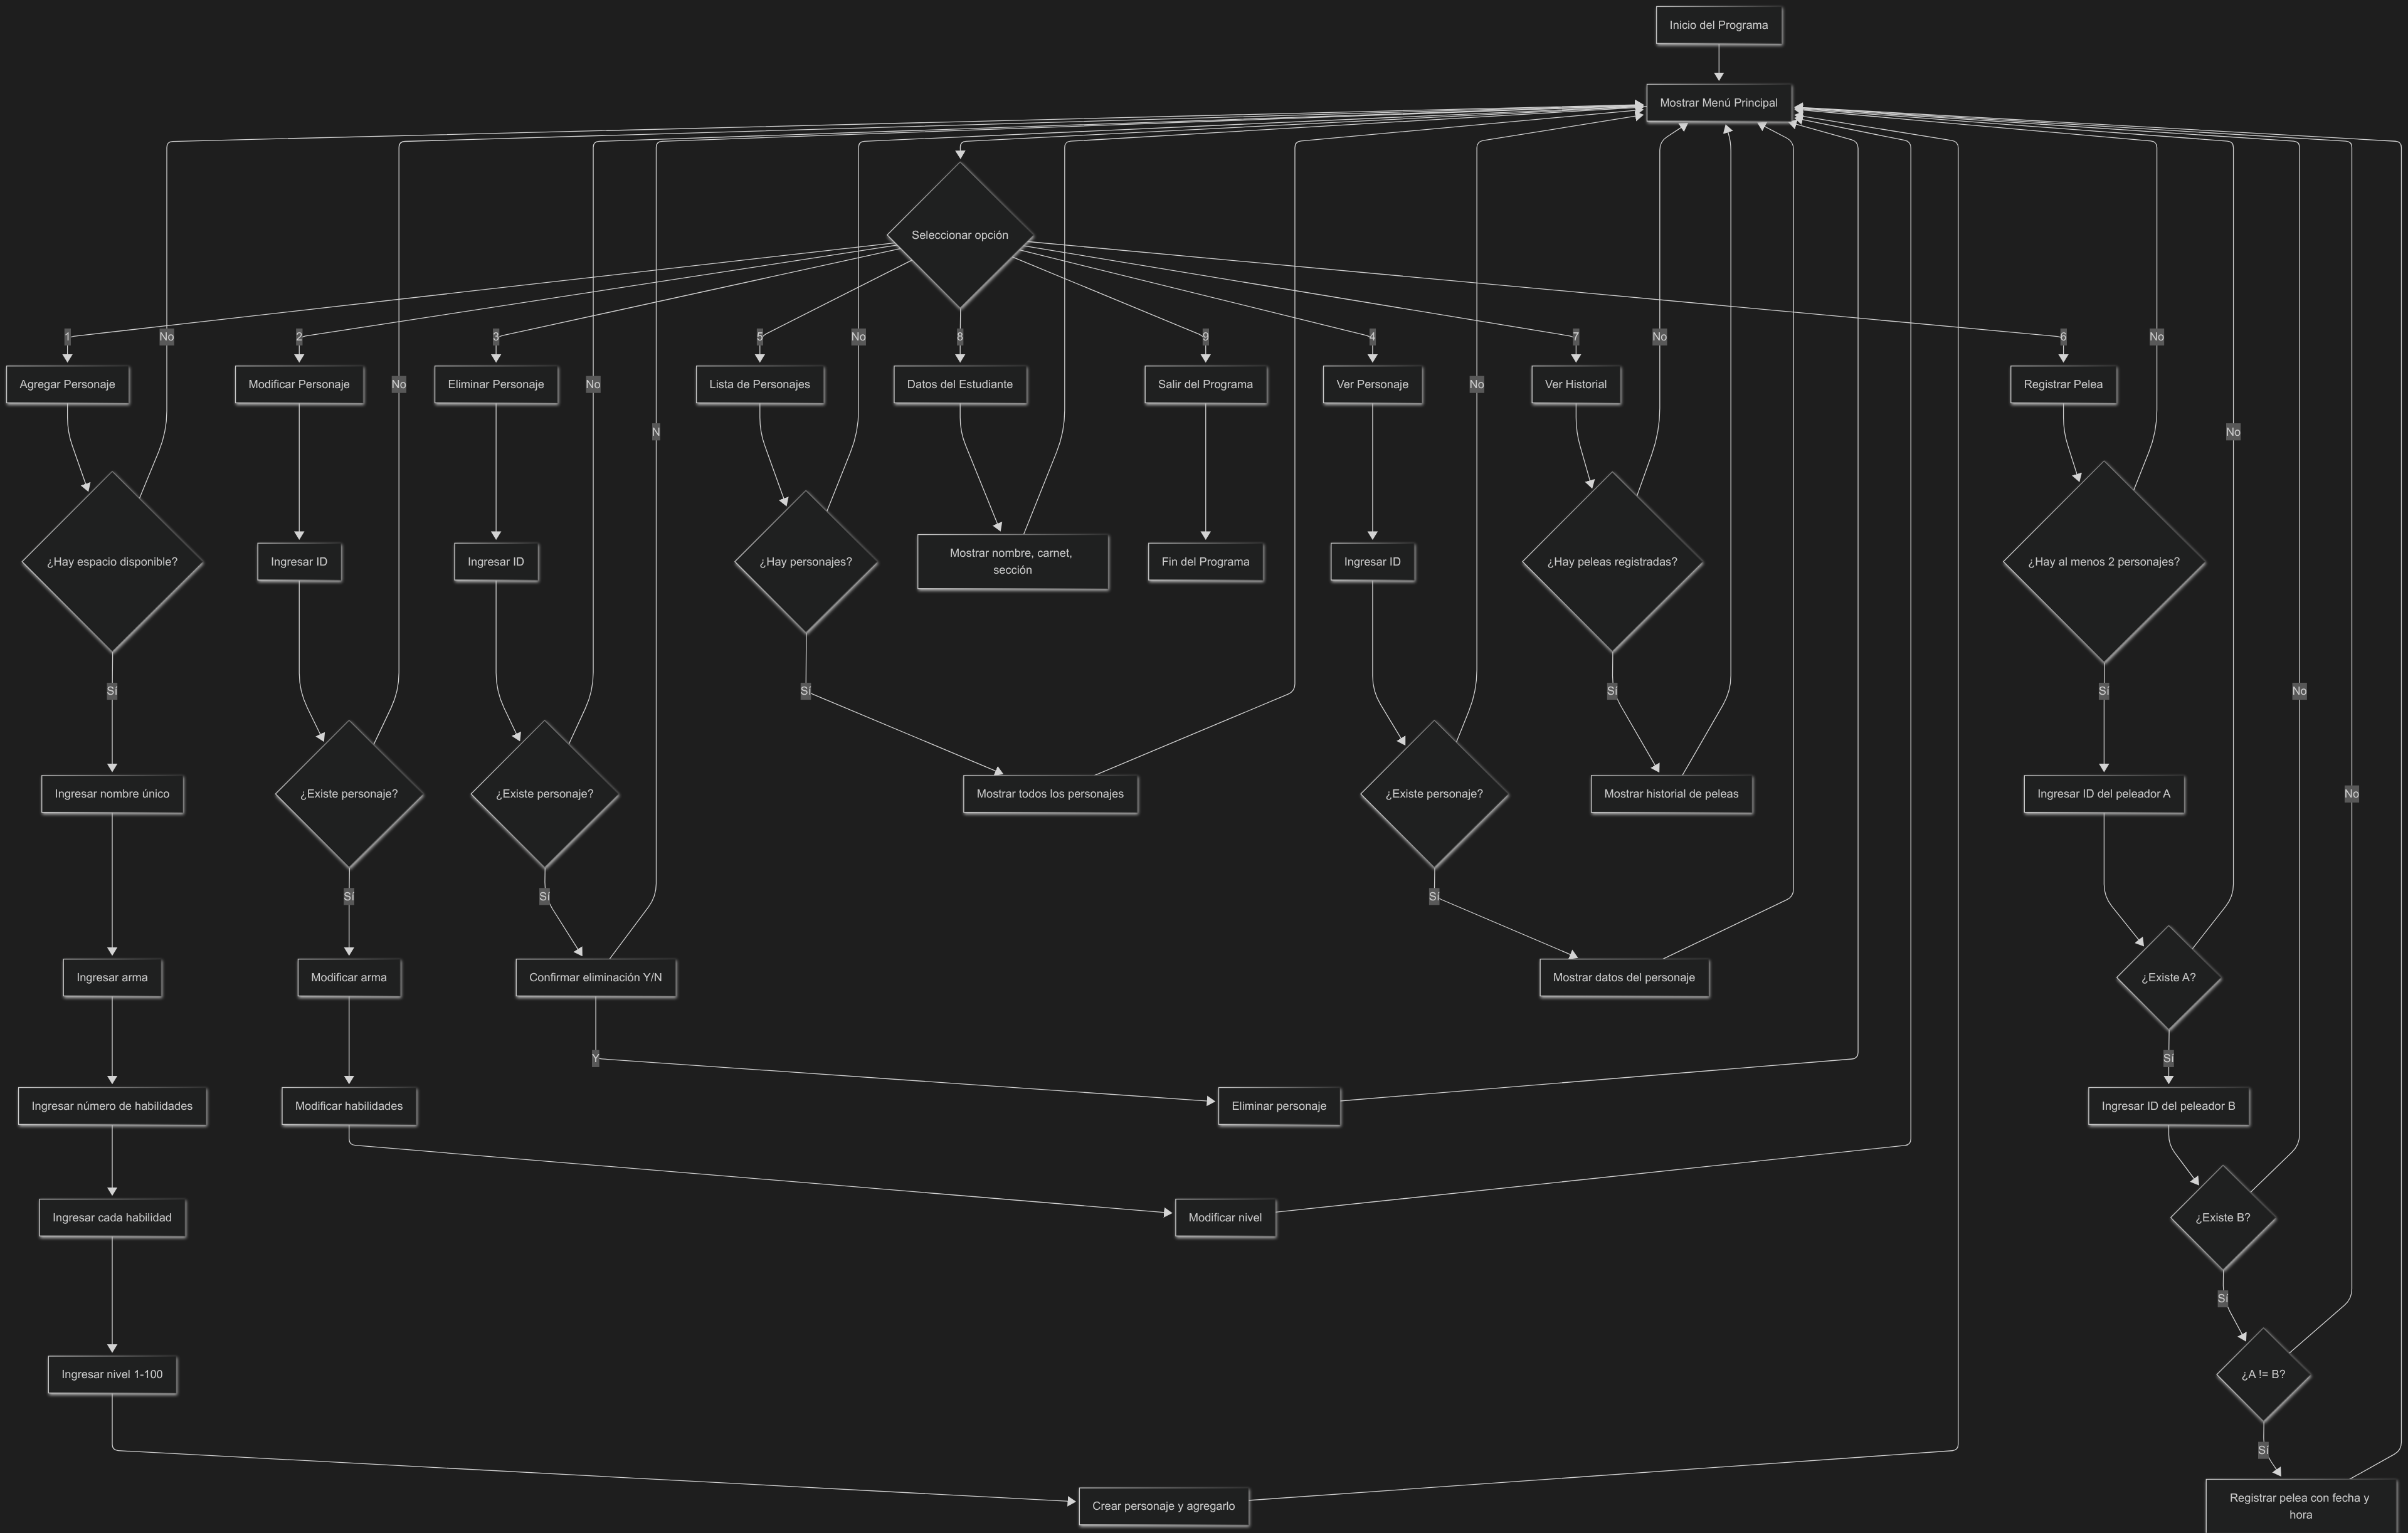 Inicio del Programa
Mostrar Menú Principal
Seleccionar opción
1
No
2
3
5
No
8
9
4
7
No
6
No
Agregar Personaje
Modificar Personaje
No
Eliminar Personaje
No
Lista de Personajes
Datos del Estudiante
Salir del Programa
Ver Personaje
No
Ver Historial
Registrar Pelea
N
No
¿Hay espacio disponible?
Ingresar ID
Ingresar ID
¿Hay personajes?
Mostrar nombre, carnet,
sección
Fin del Programa
Ingresar ID
¿Hay peleas registradas?
¿Hay al menos 2 personajes?
Sí
Sí
Sí
Sí
No
Ingresar nombre único
¿Existe personaje?
¿Existe personaje?
Mostrar todos los personajes
¿Existe personaje?
Mostrar historial de peleas
Ingresar ID del peleador A
No
Sí
Sí
Sí
Ingresar arma
Modificar arma
Confirmar eliminación Y/N
Mostrar datos del personaje
¿Existe A?
Y
Sí
Ingresar número de habilidades
Modificar habilidades
Eliminar personaje
Ingresar ID del peleador B
Ingresar cada habilidad
Modificar nivel
¿Existe B?
Sí
Ingresar nivel 1-100
¿A != B?
Sí
Crear personaje y agregarlo
Registrar pelea con fecha y
hora